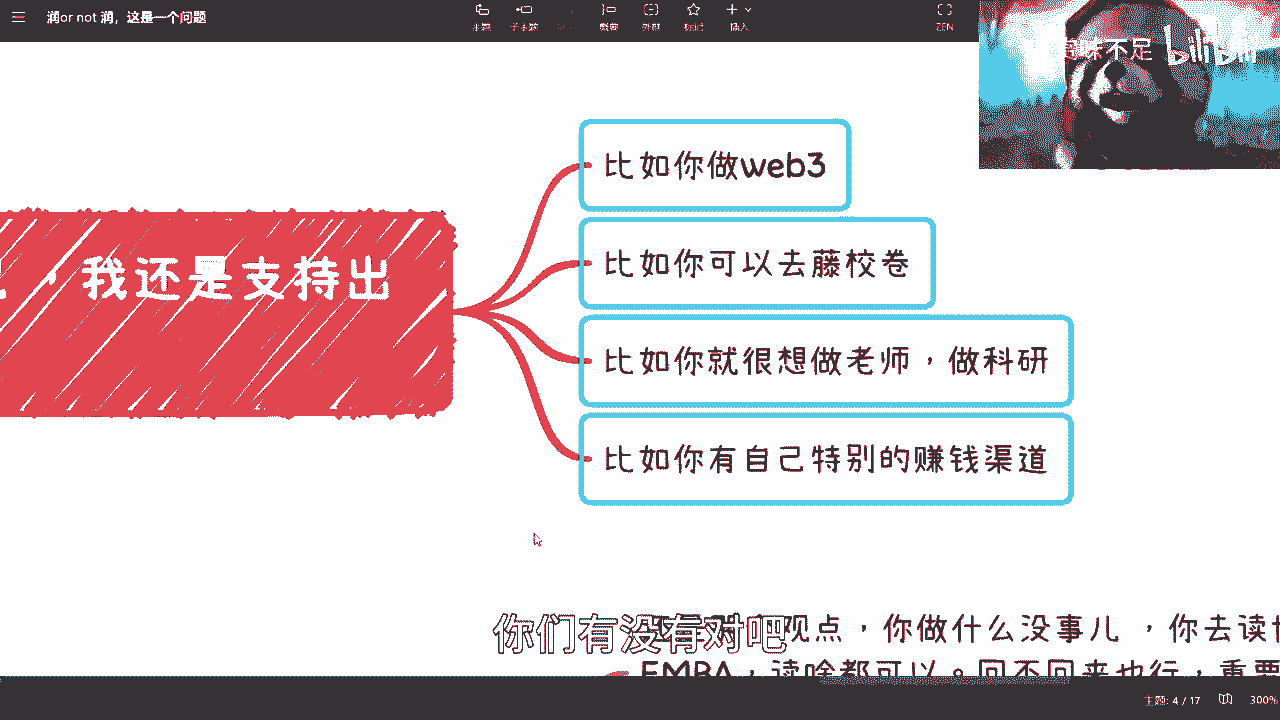 润or not 润，这是一个问题
主题
子主题
概要
外框
标记
插入
ZEN
味不足 bilibili
比如你做web3
，我还是支持出
比如你可以去藤校卷
比如你就很想做老师，做科研
比如你有自己特别的赚钱渠道
你们有没有对吧
观点，你做什么没事儿，你去读
EMBA，读啥都可以。回不回来也行，重要
主题: 4 / 17
300%